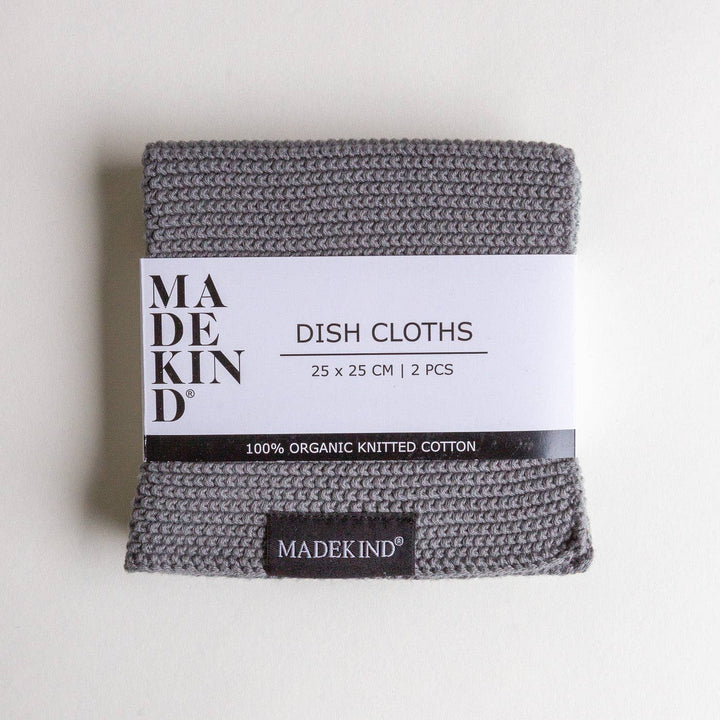 MA
DE
KIN
D®
DISH CLOTHS
25 x 25 CM | 2 PCS
100% ORGANIC KNITTED COTTON
MADEKIND®